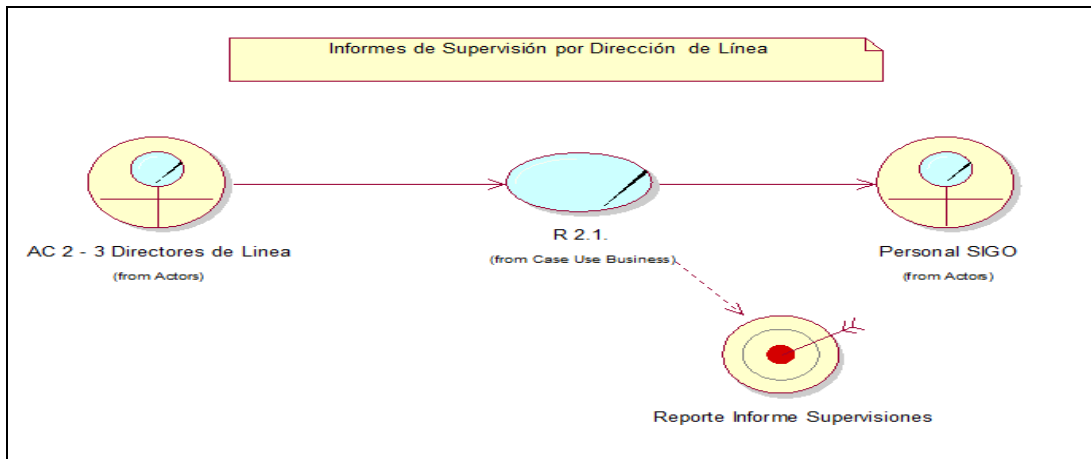 Informes de Supervisión por Dirección de Línea
AC 2 - 3 Directores de Linea
(from Actors)
R 2.1.
(from Case Use Business)
Personal SIGO
(from Actors)
Reporte Informe Supervisiones